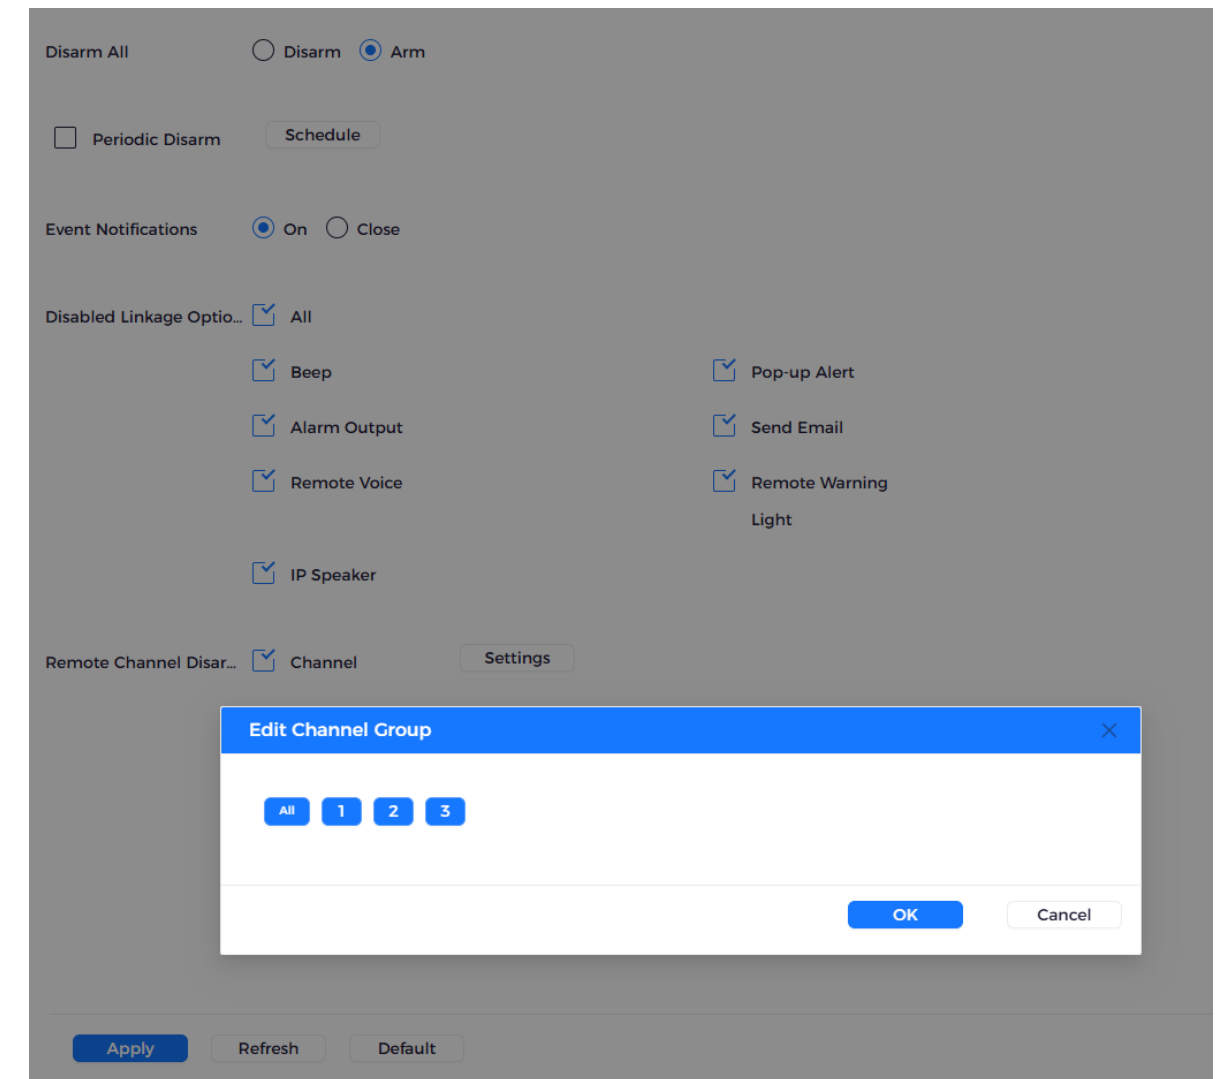 Disarm All Disarm Arm
Periodic Disarm Schedule
Event Notifications On Close
Disabled Linkage Optio... All
Beep Pop-up Alert
Alarm Output Send Email
Remote Voice Remote Warning
Light
IP Speaker
Remote Channel Disar... Channel Settings
Edit Channel Group
All 1 2 3
OK Cancel
Apply Refresh Default